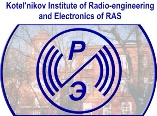 Kotel'nikov Institute of Radio-engineering
and Electronics of RAS
Р
Э